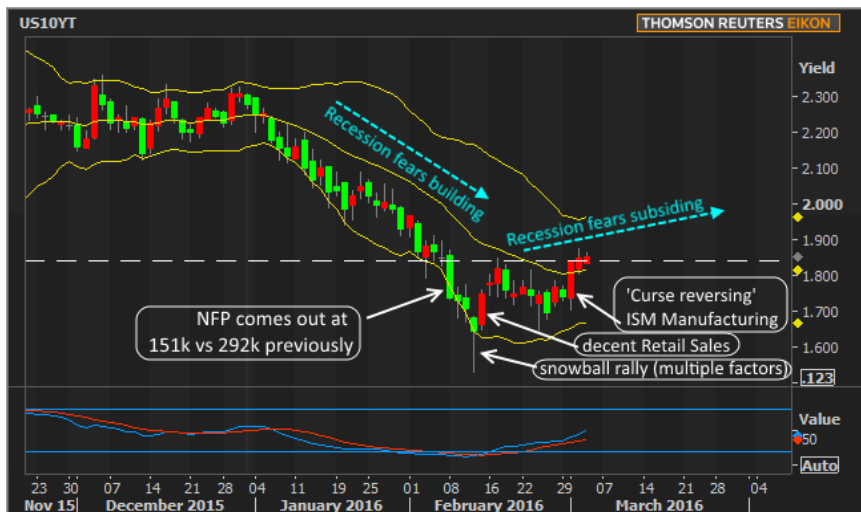 US10YT
THOMSON REUTERS EIKON
Yield
2.300
2.200
2.100
2.000
1.900
1.800
1.700
1.600
.123
Recession fears building
Recession fears subsiding
NFP comes out at
151k vs 292k previously
'Curse reversing'
ISM Manufacturing
decent Retail Sales
snowball rally (multiple factors)
Value
50
Auto
23 30 07 14 21 28 04 11 19 25 01 08 16 22 29 07 14 21 28 04
Nov 15 December 2015 January 2016 February 2016 March 2016